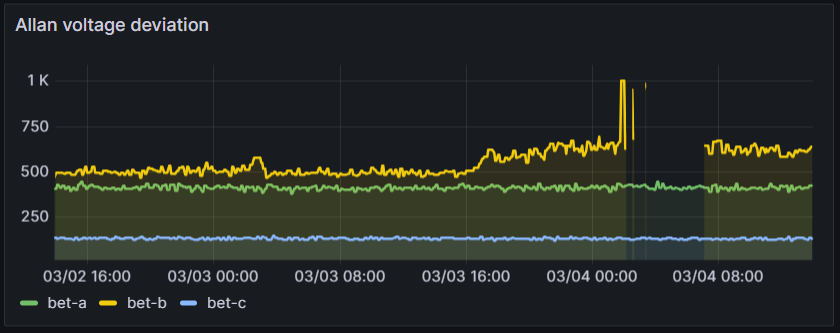 Allan voltage deviation
1 K
750
500
250
03/02 16:00 03/03 00:00 03/03 08:00 03/03 16:00 03/04 00:00 03/04 08:00
bet-a bet-b bet-c